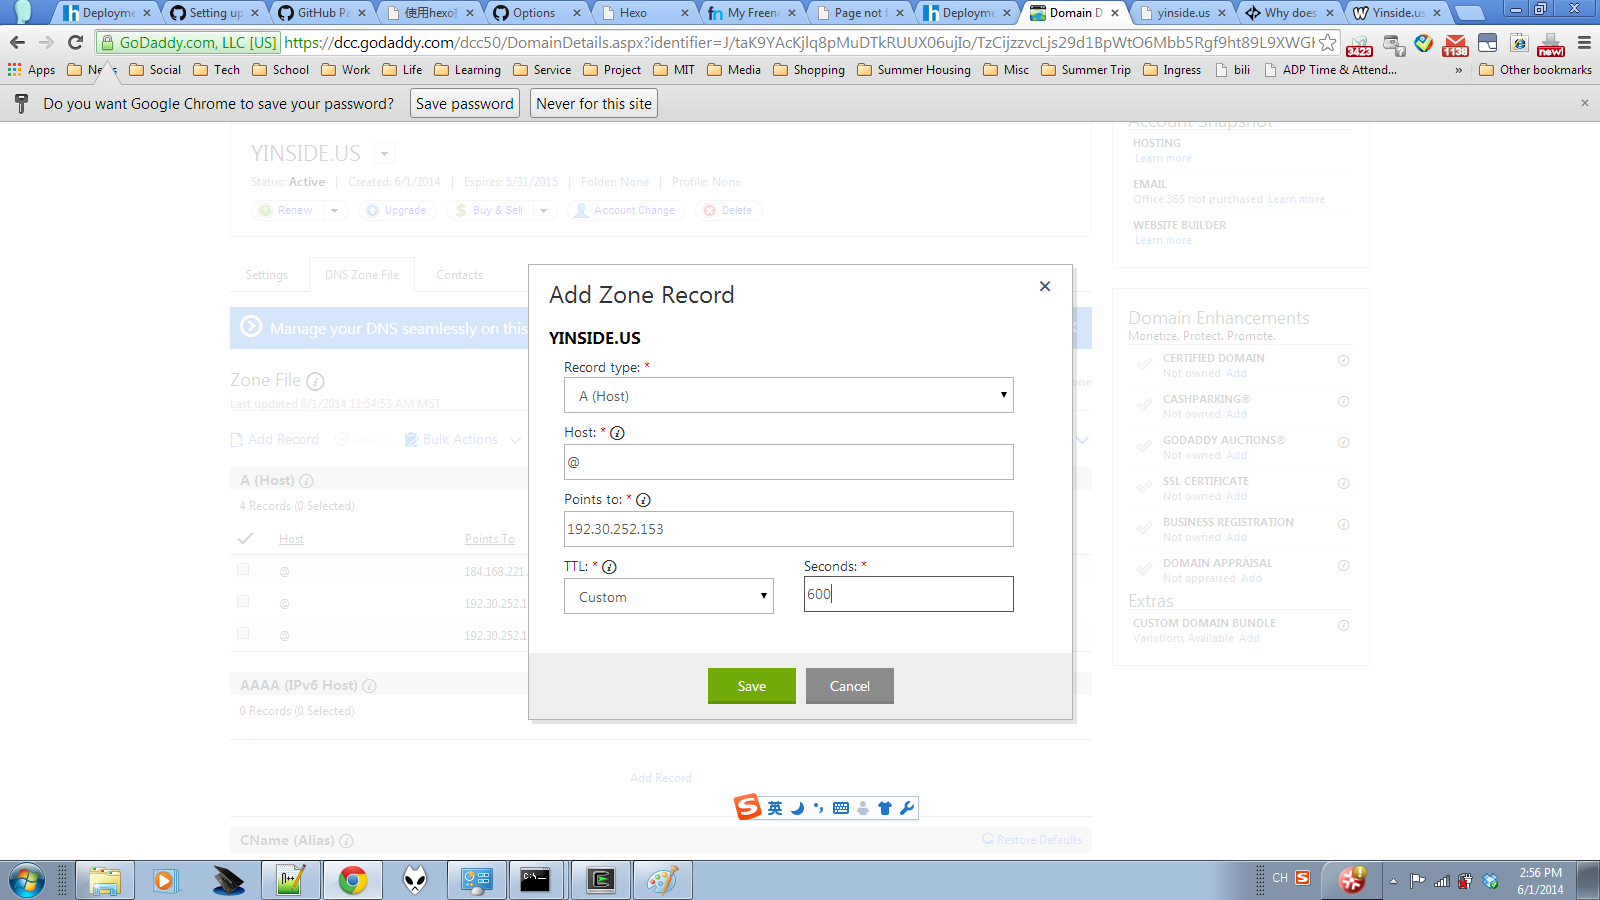 Deployme
Setting up
GitHub Pa
使用hexo
Options
Hexo
My Freen
Page not f
Deployme
Domain D
yinside.us
Why does
Yinside.us
GoDaddy.com, LLC [US]
https://dcc.godaddy.com/dcc50/DomainDetails.aspx?identifier=J/taK9YAcKjlq8pMuDTkRUUX06ujIo/TzCijzzvcLjs29d1BpWtO6Mbb5Rgf9ht89L9XWGI
3423
?
1138
new!
Apps
News
Social
Tech
School
Work
Life
Learning
Service
Project
MIT
Media
Shopping
Summer Housing
Misc
Summer Trip
Ingress
bili
ADP Time & Attend...
»
Other bookmarks
Do you want Google Chrome to save your password?
Save password
Never for this site
YINSIDE.US
Status: Active | Created: 6/1/2014 | Expires: 5/31/2015 | Folder: None | Profile: None
Renew
Upgrade
Buy & Sell
Account Change
Delete
Settings
DNS Zone File
Contacts
Manage your DNS seamlessly on this
Zone File
Last updated 6/1/2014 11:54:53 AM MST
Add Record
Delete
Bulk Actions
A (Host)
4 Records (0 Selected)
Host
Points To
@
184.168.221.
@
192.30.252.1
@
192.30.252.1
AAAA (IPv6 Host)
0 Records (0 Selected)
Add Record
CName (Alias)
Restore Defaults
Add Zone Record
YINSIDE.US
Record type: *
A (Host)
Host: *
@
Points to: *
192.30.252.153
TTL: *
Seconds: *
Custom
600
Save
Cancel
Account Snapshot
HOSTING
Learn more
EMAIL
Office 365 not purchased Learn more
WEBSITE BUILDER
Learn more
Domain Enhancements
Monetize. Protect. Promote.
CERTIFIED DOMAIN
Not owned Add
CASHPARKING®
Not owned Add
GODADDY AUCTIONS®
Not owned Add
SSL CERTIFICATE
Not owned Add
BUSINESS REGISTRATION
Not owned Add
DOMAIN APPRAISAL
Not appraised Add
Extras
CUSTOM DOMAIN BUNDLE
Variations Available Add
英
CH
2:56 PM
6/1/2014